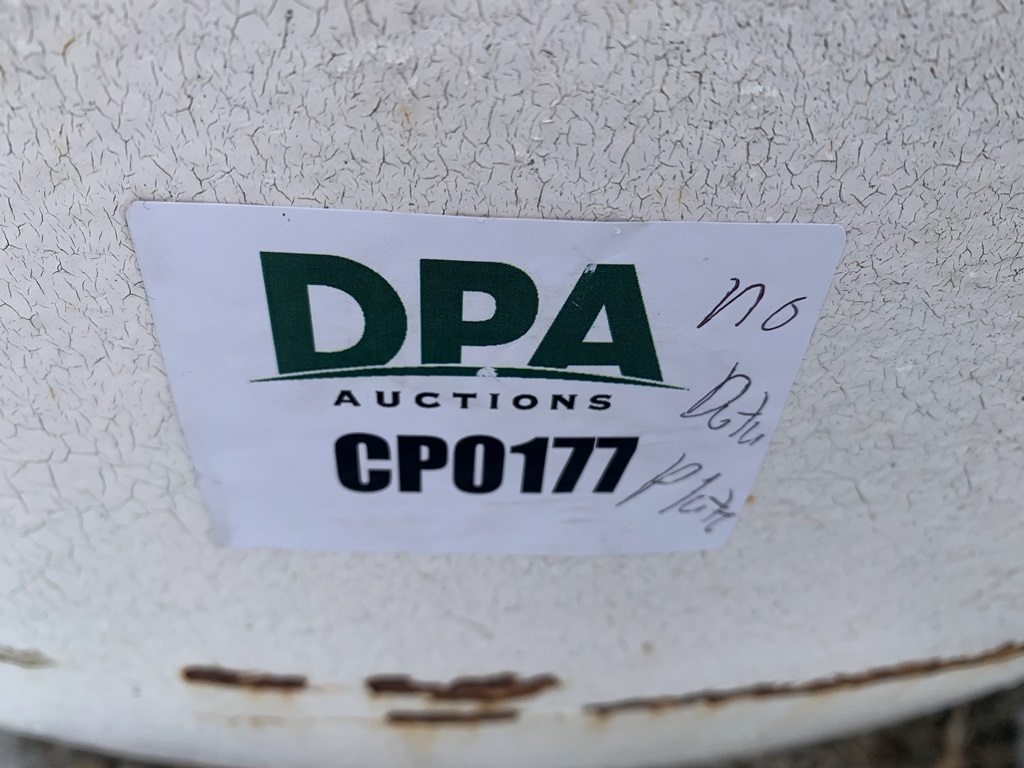 DPA
AUCTIONS
CP0177
no
Data
Plate